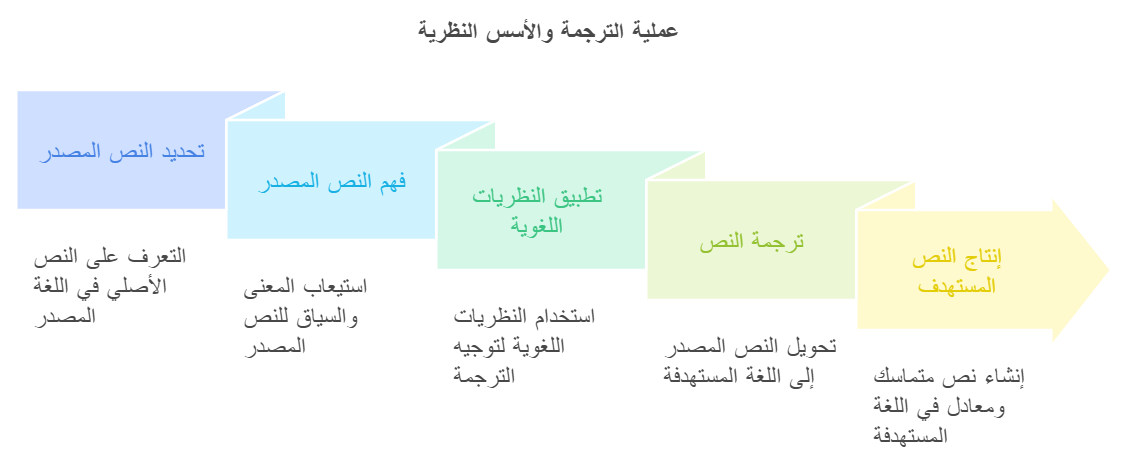 عملية الترجمة والأسس النظرية
تحديد النص المصدر
التعرف على النص
الأصلي في اللغة
المصدر
فهم النص المصدر
استيعاب المعنى
والسياق للنص
المصدر
تطبيق النظريات
اللغوية
استخدام النظريات
اللغوية لتوجيه
الترجمة
ترجمة النص
تحويل النص المصدر
إلى اللغة المستهدفة
إنتاج النص
المستهدف
إنشاء نص متماسك
ومعادل في اللغة
المستهدفة